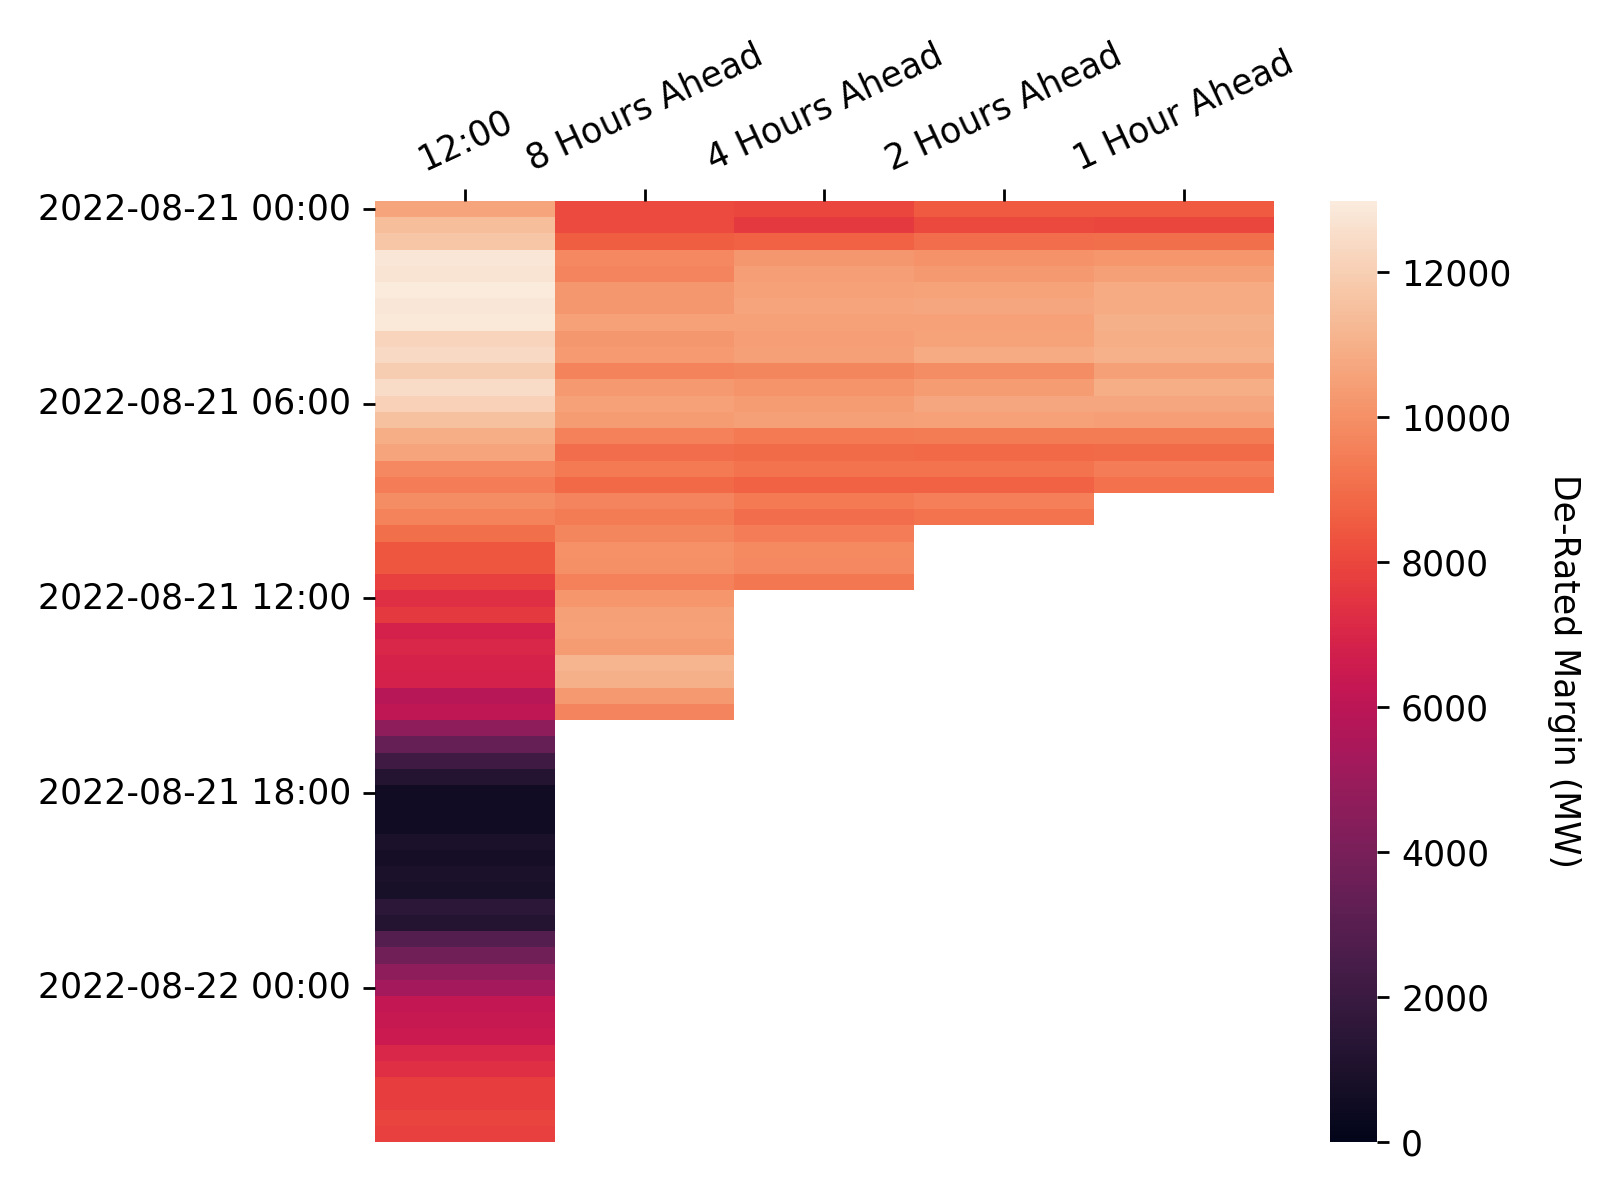 12:00
8 Hours Ahead
4 Hours Ahead
2 Hours Ahead
1 Hour Ahead
2022-08-21 00:00
2022-08-21 06:00
2022-08-21 12:00
2022-08-21 18:00
2022-08-22 00:00
12000
10000
8000
6000
4000
2000
0
De-Rated Margin (MW)